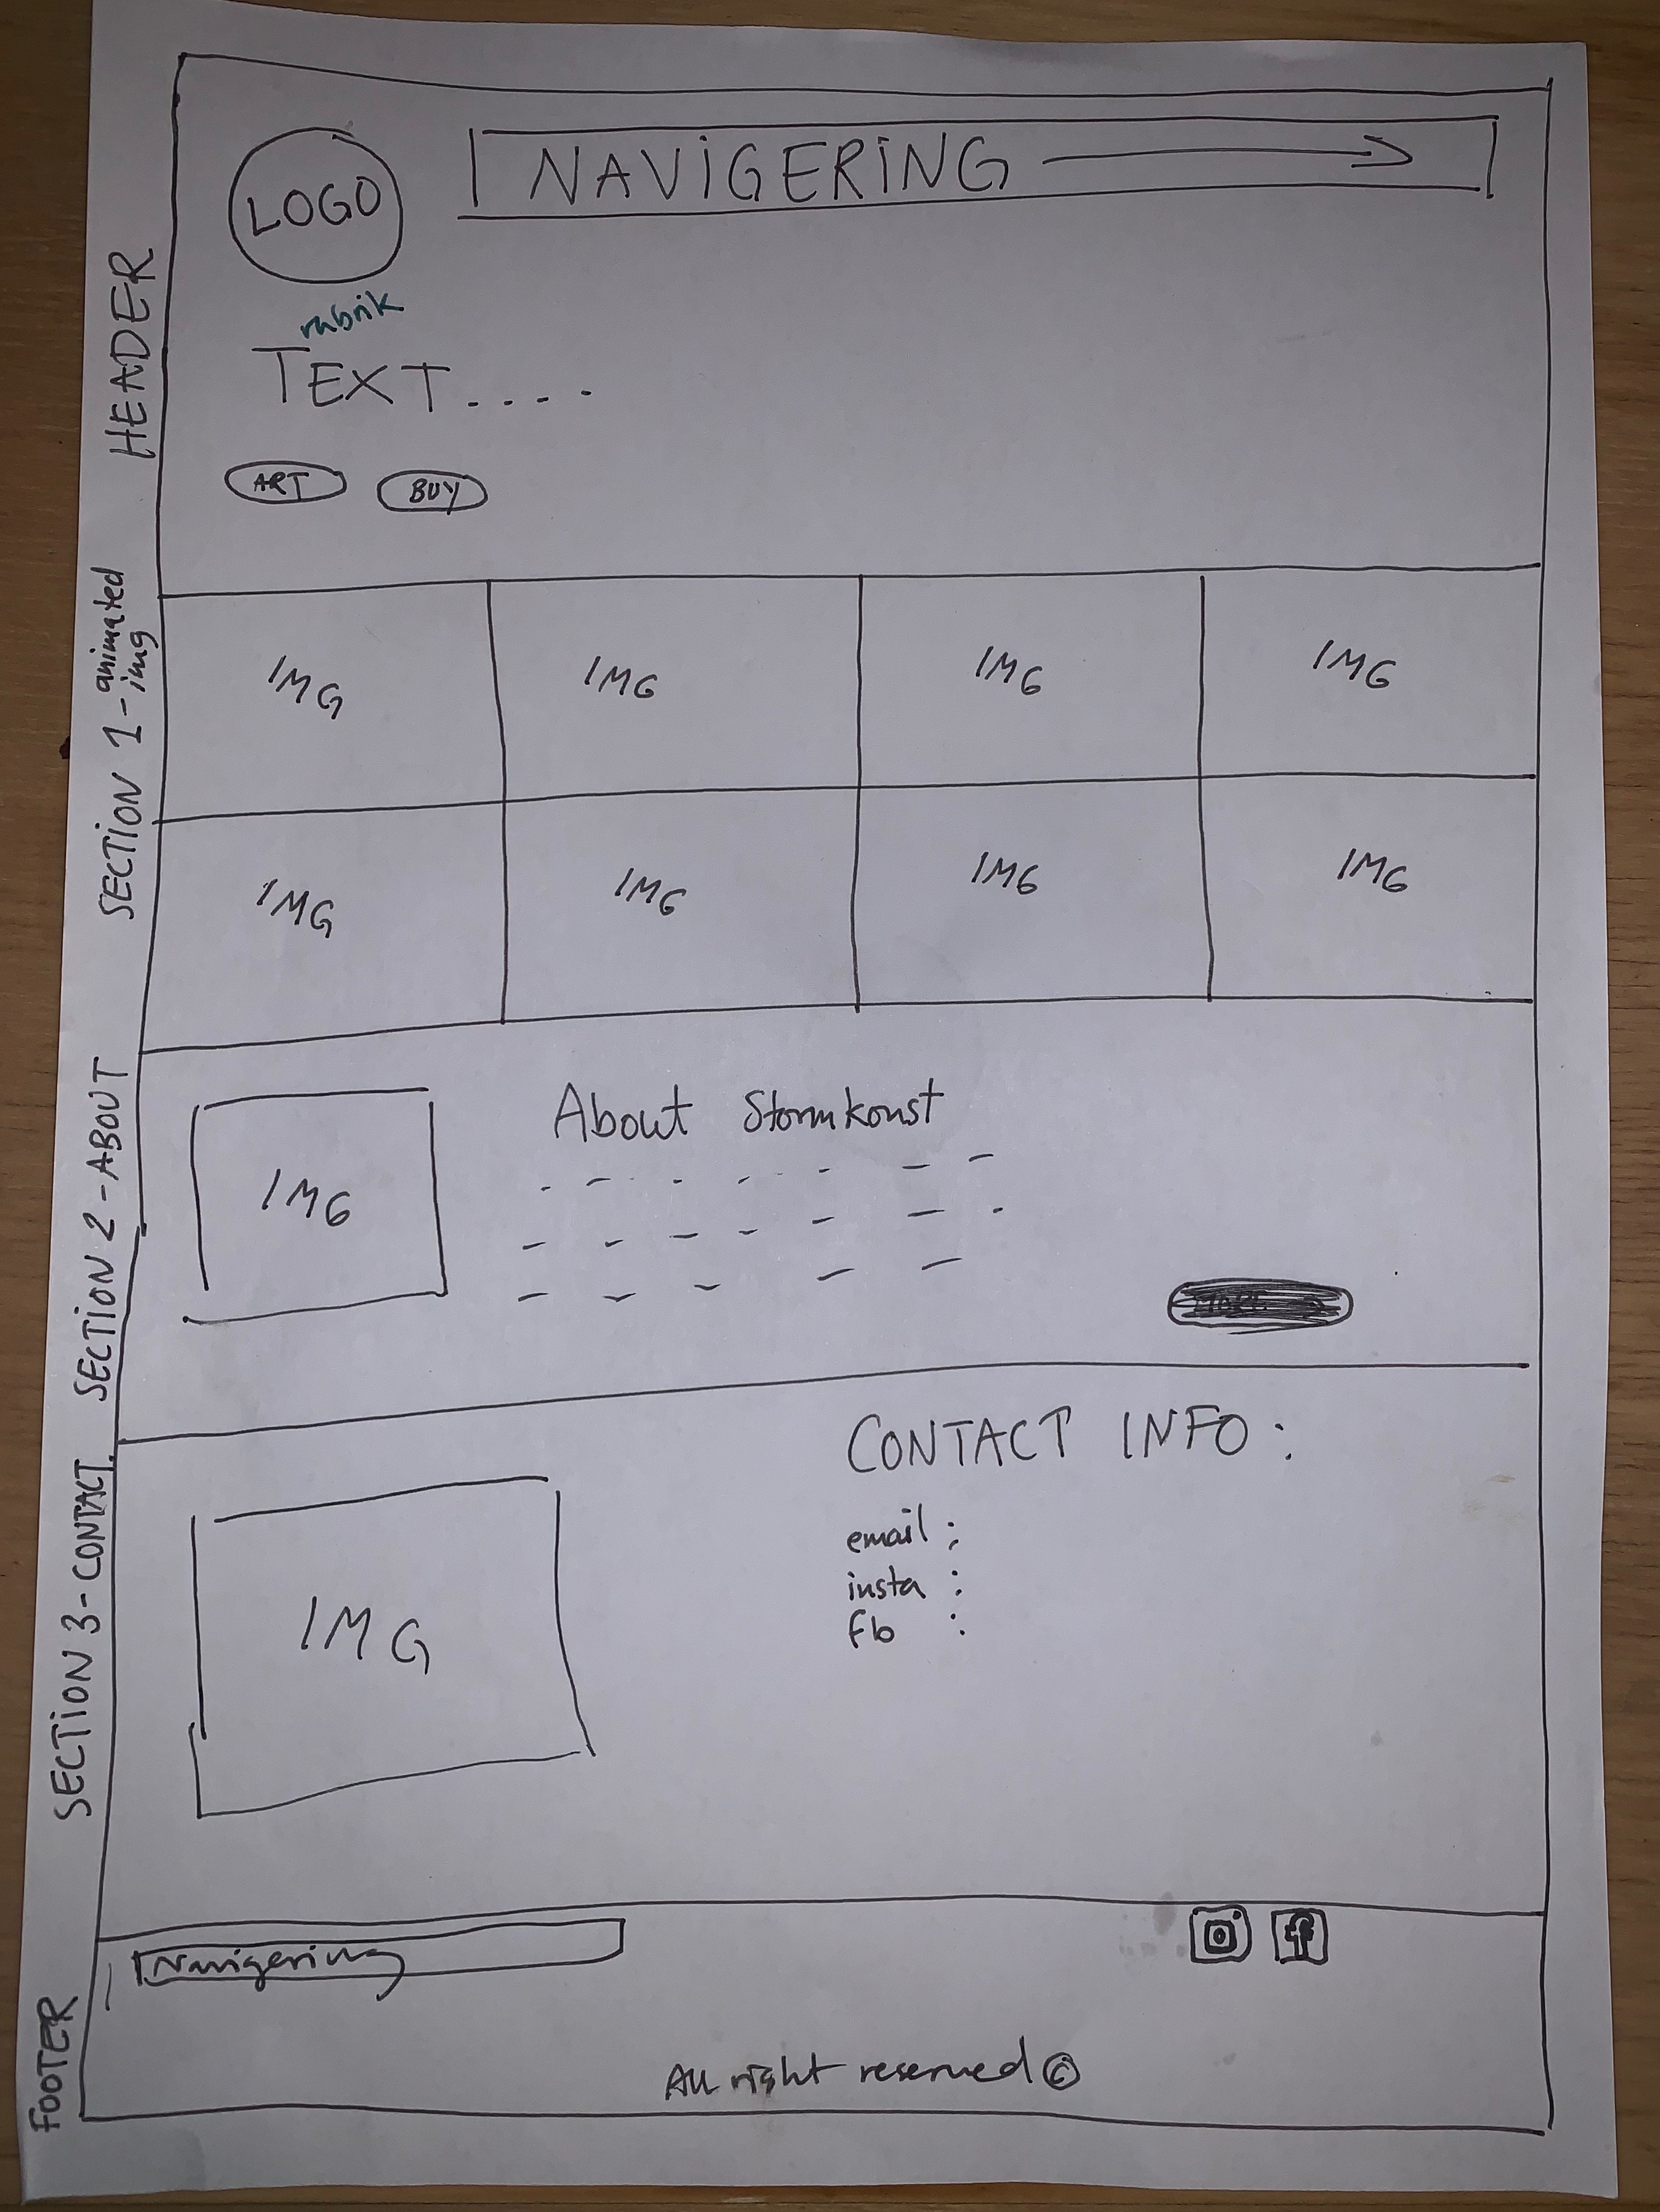 HEADER
LOGO
NAVIGERING
rubrik
TEXT....
ART
BUY
SECTION 1 - animated
img
IMG IMG IMG IMG
IMG IMG IMG IMG
SECTION 2 - ABOUT
IMG
About Stormkonst
SECTION 3 - CONTACT
IMG
CONTACT INFO :
email :
insta :
fb :
FOOTER
Navigering
f
All right reserved ©